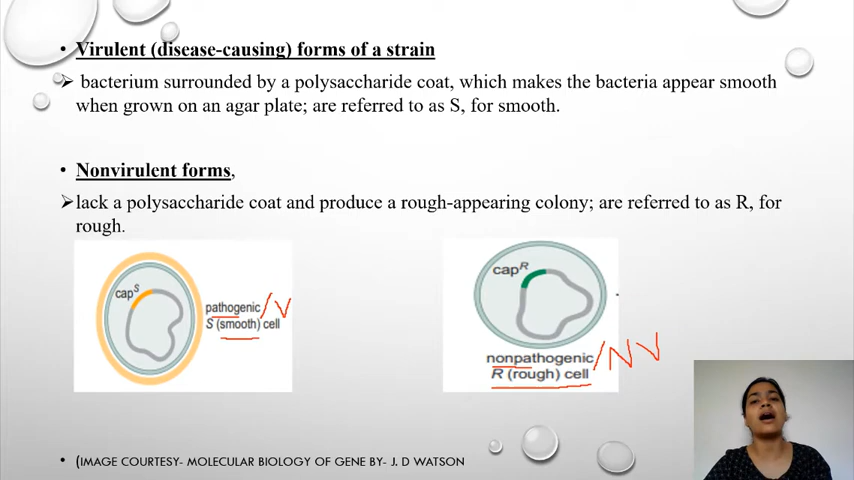 • Virulent (disease-causing) forms of a strain
➢ bacterium surrounded by a polysaccharide coat, which makes the bacteria appear smooth
when grown on an agar plate; are referred to as S, for smooth.
• Nonvirulent forms,
➢lack a polysaccharide coat and produce a rough-appearing colony; are referred to as R, for
rough.
capS
pathogenic /V
S (smooth) cell
capR
nonpathogenic /NV
R (rough) cell
• (IMAGE COURTESY- MOLECULAR BIOLOGY OF GENE BY- J. D WATSON